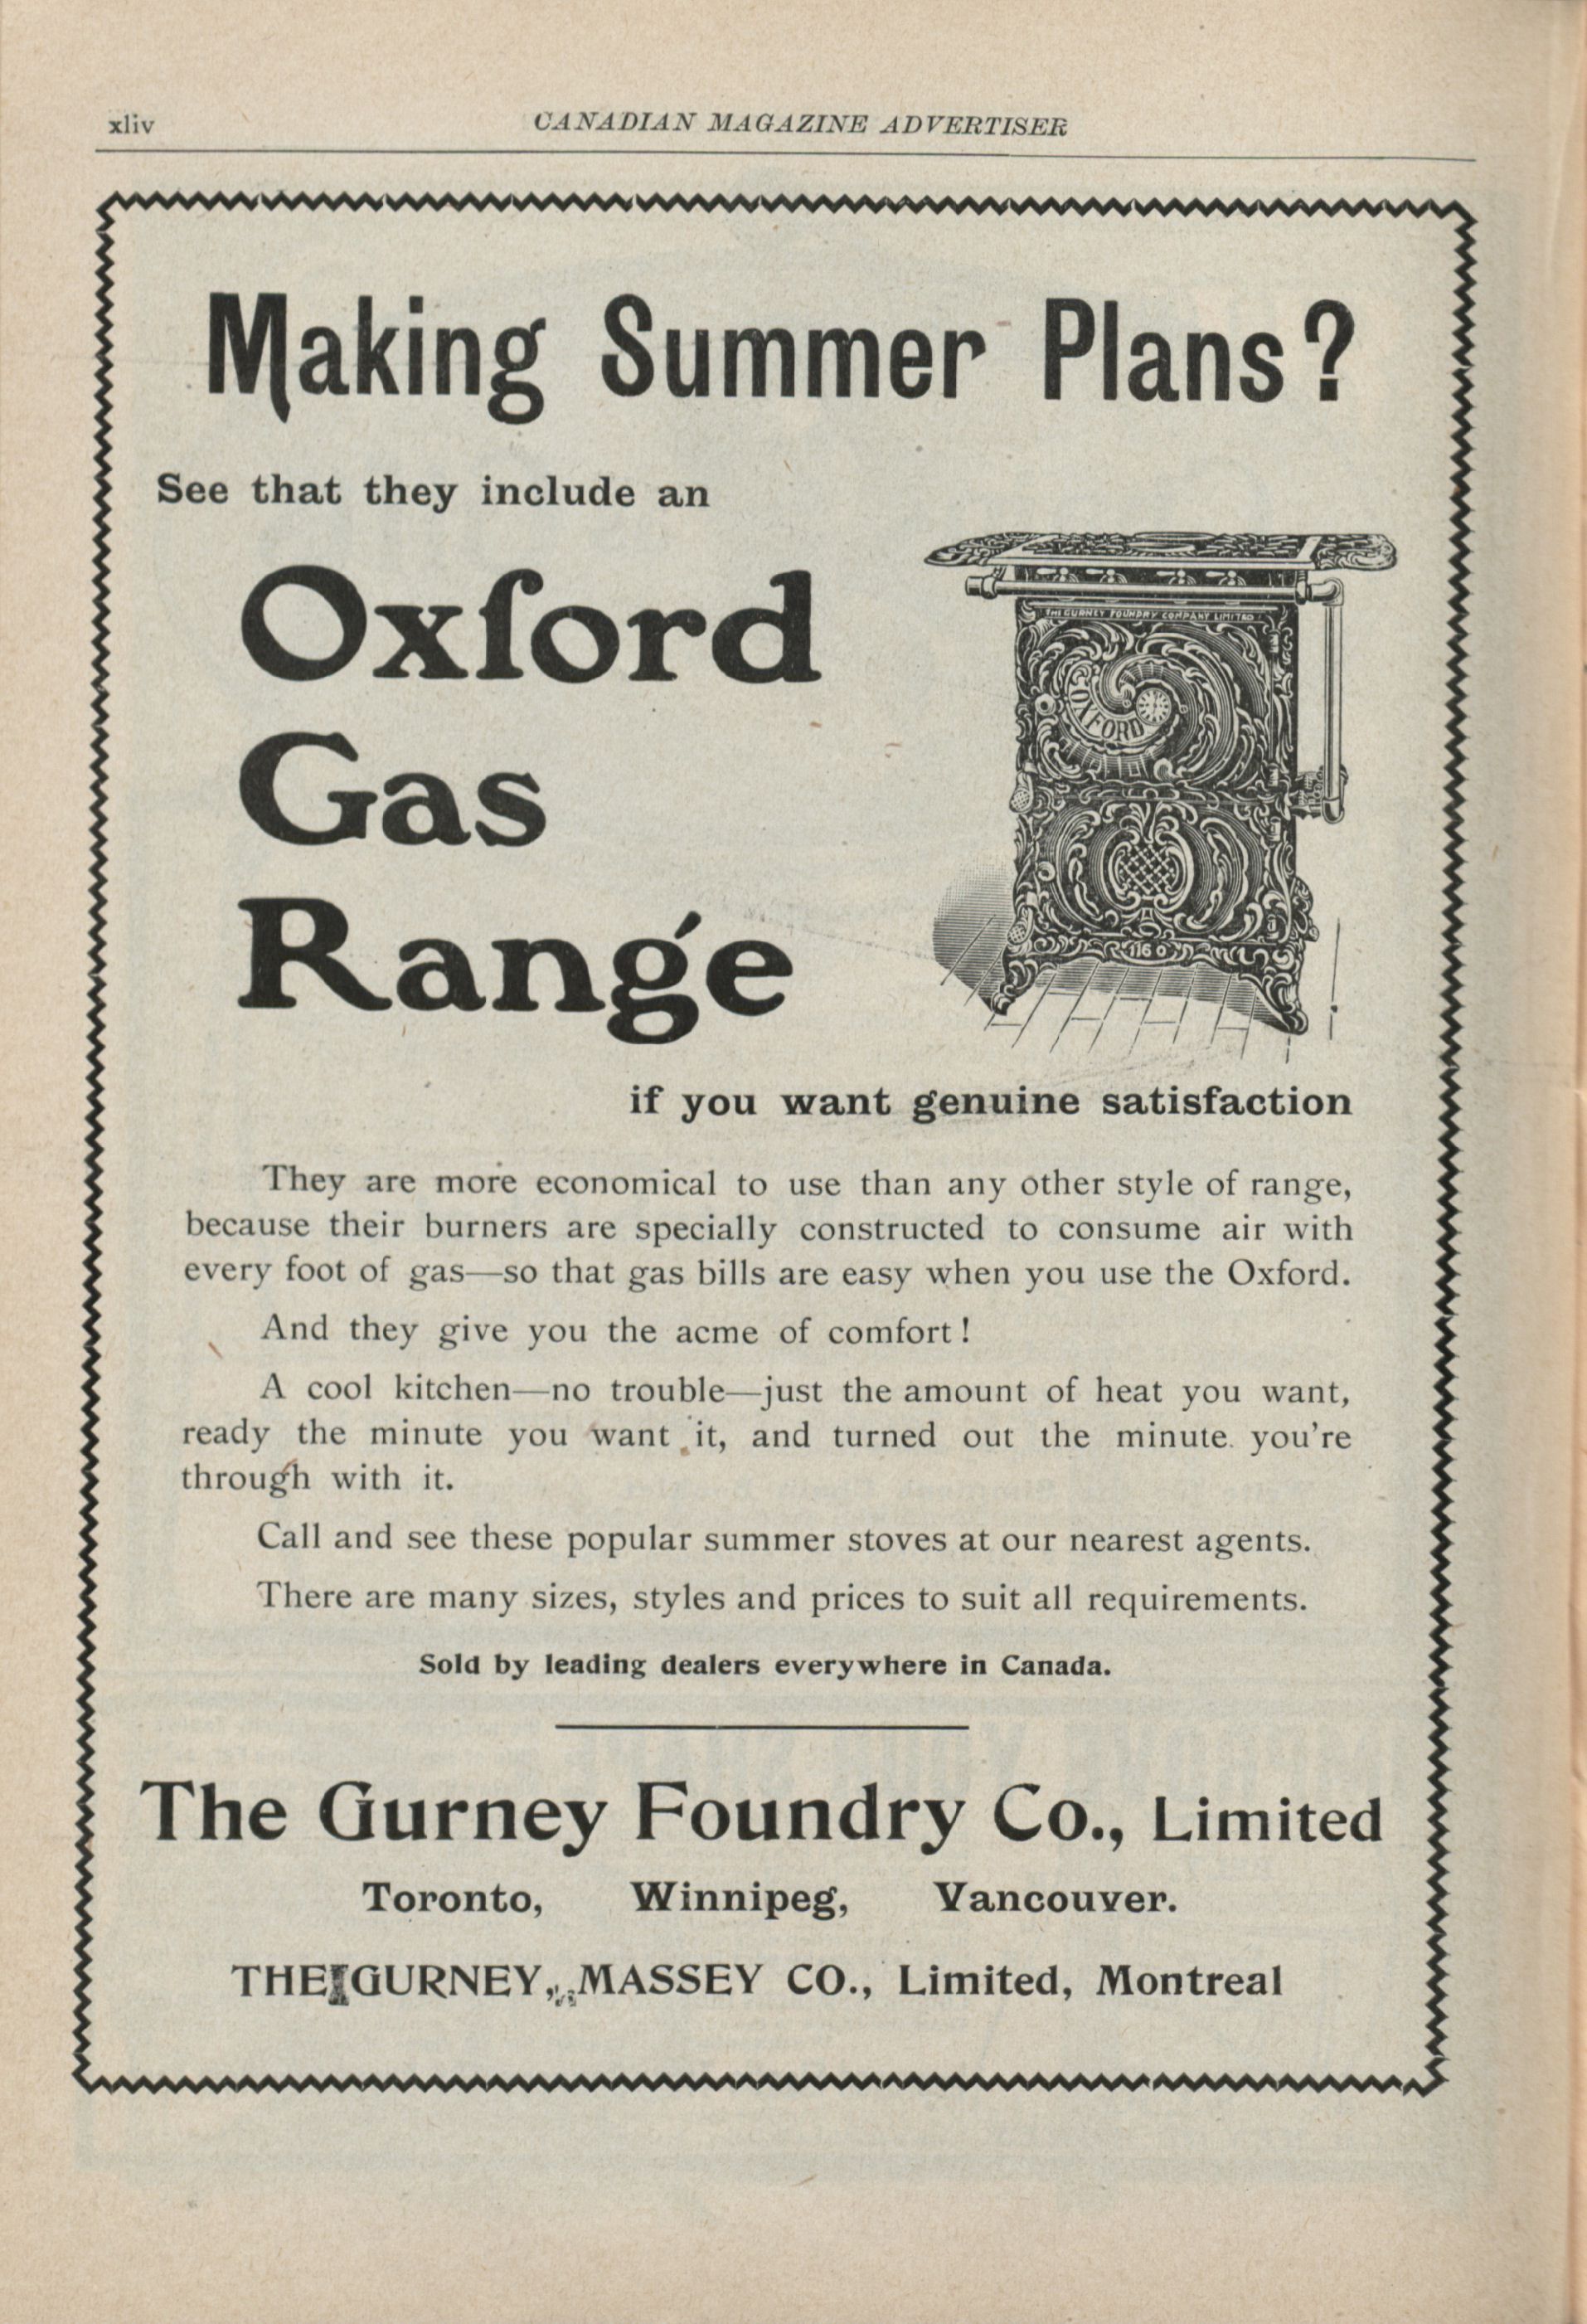 xliv
CANADIAN MAGAZINE ADVERTISER
Making Summer Plans?
See that they include an
Oxford
Gas
Range
THE GURNEY FOUNDRY COMPANY LIMITED
OXFORD
116 O
if you want genuine satisfaction
They are more economical to use than any other style of range,
because their burners are specially constructed to consume air with
every foot of gas—so that gas bills are easy when you use the Oxford.
And they give you the acme of comfort!
A cool kitchen—no trouble—just the amount of heat you want,
ready the minute you want it, and turned out the minute you're
through with it.
Call and see these popular summer stoves at our nearest agents.
There are many sizes, styles and prices to suit all requirements.
Sold by leading dealers everywhere in Canada.
The Gurney Foundry Co., Limited
Toronto, Winnipeg, Vancouver.
THE GURNEY, MASSEY CO., Limited, Montreal